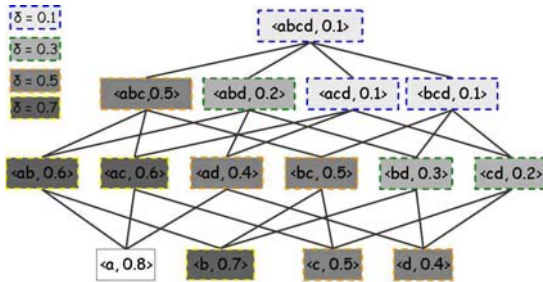 δ = 0.1
δ = 0.3
δ = 0.5
δ = 0.7
<abcd, 0.1>
<abc,0.5> <abd, 0.2> <acd, 0.1> <bcd, 0.1>
<ab, 0.6> <ac, 0.6> <ad, 0.4> <bc, 0.5> <bd, 0.3> <cd, 0.2>
<a, 0.8> <b, 0.7> <c, 0.5> <d, 0.4>